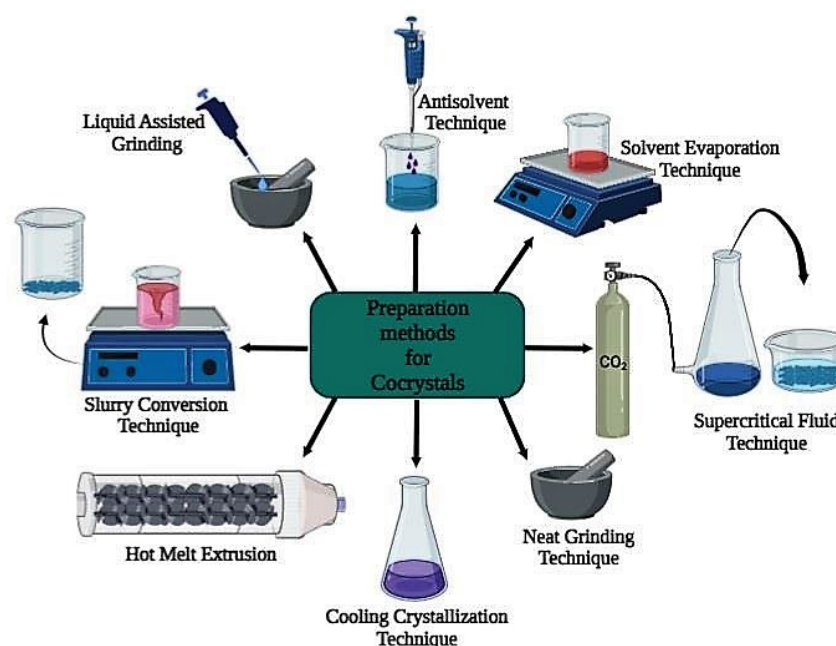 Antisolvent
Technique
Liquid Assisted
Grinding
Solvent Evaporation
Technique
Preparation
methods
for
Cocrystals
CO₂
Slurry Conversion
Technique
Supercritical Fluid
Technique
Hot Melt Extrusion
Neat Grinding
Technique
Cooling Crystallization
Technique